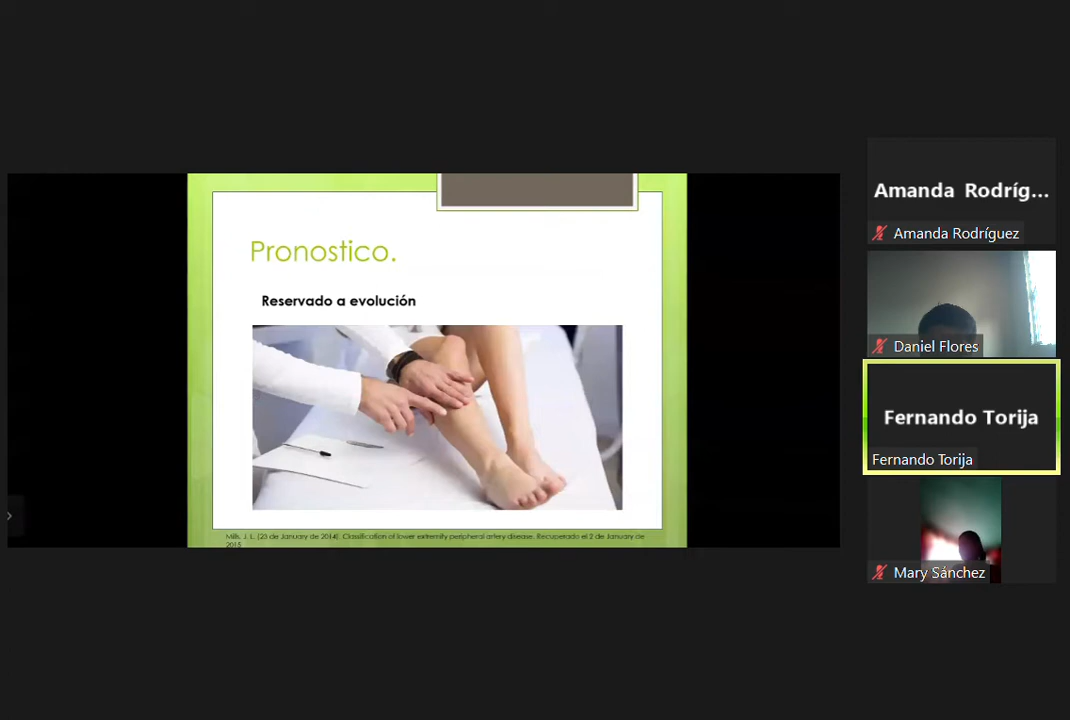 Pronostico.
Reservado a evolución
Mills, J. L. (23 de January de 2014). Classification of lower extremity peripheral artery disease. Recuperado el 2 de January de
2015
Amanda Rodríg...
Amanda Rodríguez
Daniel Flores
Fernando Torija
Fernando Torija
Mary Sánchez